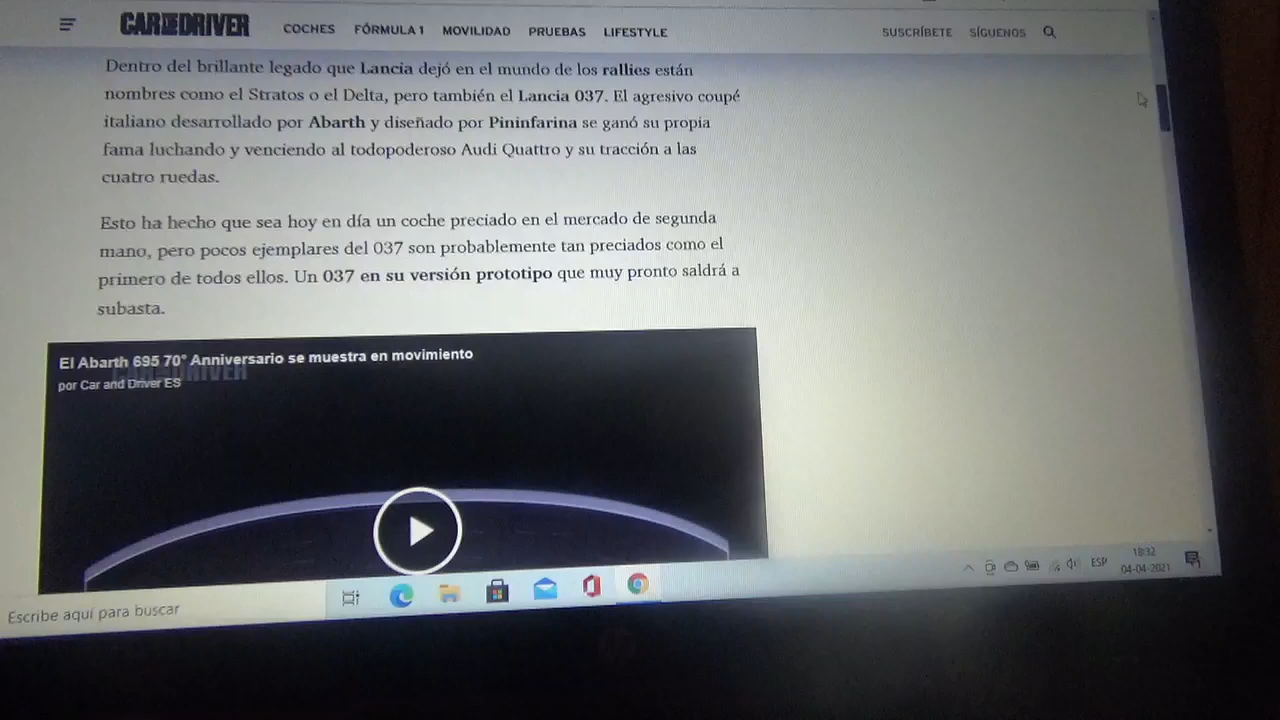 CAR AND DRIVER
COCHES FÓRMULA 1 MOVILIDAD PRUEBAS LIFESTYLE SUSCRÍBETE SÍGUENOS
Dentro del brillante legado que Lancia dejó en el mundo de los rallies están
nombres como el Stratos o el Delta, pero también el Lancia 037. El agresivo coupé
italiano desarrollado por Abarth y diseñado por Pininfarina se ganó su propia
fama luchando y venciendo al todopoderoso Audi Quattro y su tracción a las
cuatro ruedas.
Esto ha hecho que sea hoy en día un coche preciado en el mercado de segunda
mano, pero pocos ejemplares del 037 son probablemente tan preciados como el
primero de todos ellos. Un 037 en su versión prototipo que muy pronto saldrá a
subasta.
El Abarth 695 70° Anniversario se muestra en movimiento
por Car and Driver ES
CAR AND DRIVER
Escribe aquí para buscar
ESP
18:32
04-04-2021